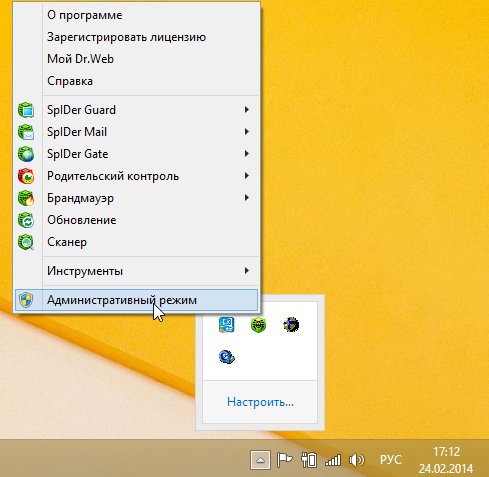 О программе
Зарегистрировать лицензию
Мой Dr.Web
Справка
SpIDer Guard
SpIDer Mail
SpIDer Gate
Родительский контроль
Брандмауэр
Обновление
Сканер
Инструменты
Административный режим
Настроить...
РУС
17:12
24.02.2014